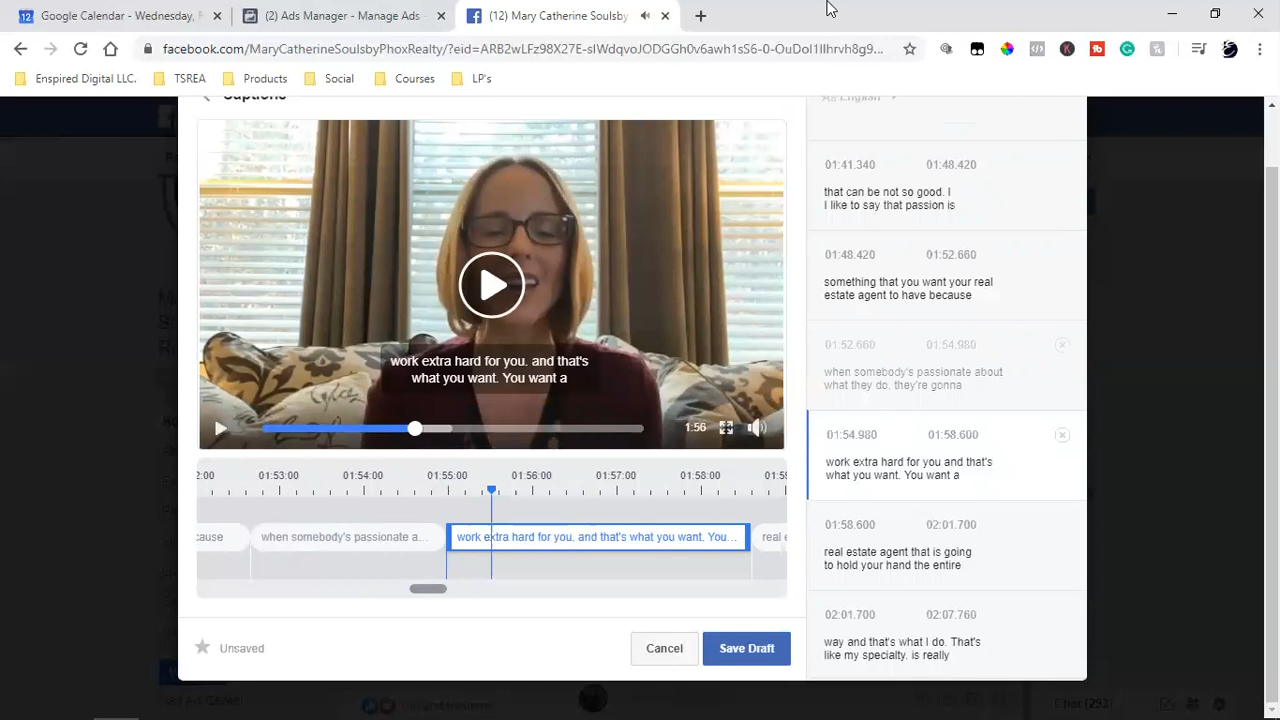 Google Calendar - Wednesday, F
(2) Ads Manager - Manage Ads -
(12) Mary Catherine Soulsby
facebook.com/MaryCatherineSoulsbyPhoxRealty/?eid=ARB2wLFz98X27E-sIWdqvoJODGGh0v6awh1sS6-0-OuDoI1IIhrvh8g9...
Enspired Digital LLC.
TSREA
Products
Social
Courses
LP's
Captions
English
01:41.340 01:48.420
that can be not so good. I
I like to say that passion is
01:48.420 01:52.660
something that you want your real
estate agent to have because
01:52.660 01:54.980
when somebody's passionate about
what they do, they're gonna
01:54.980 01:58.600
work extra hard for you and that's
what you want. You want a
01:58.600 02:01.700
real estate agent that is going
to hold your hand the entire
02:01.700 02:07.760
way and that's what I do. That's
like my specialty. is really
work extra hard for you. and that's
what you want. You want a
1:56
2:00 01:53:00 01:54:00 01:55:00 01:56:00 01:57:00 01:58:00 01:59
cause
when somebody's passionate a...
work extra hard for you. and that's what you want. You...
real e
Unsaved
Cancel
Save Draft
Chat (293)